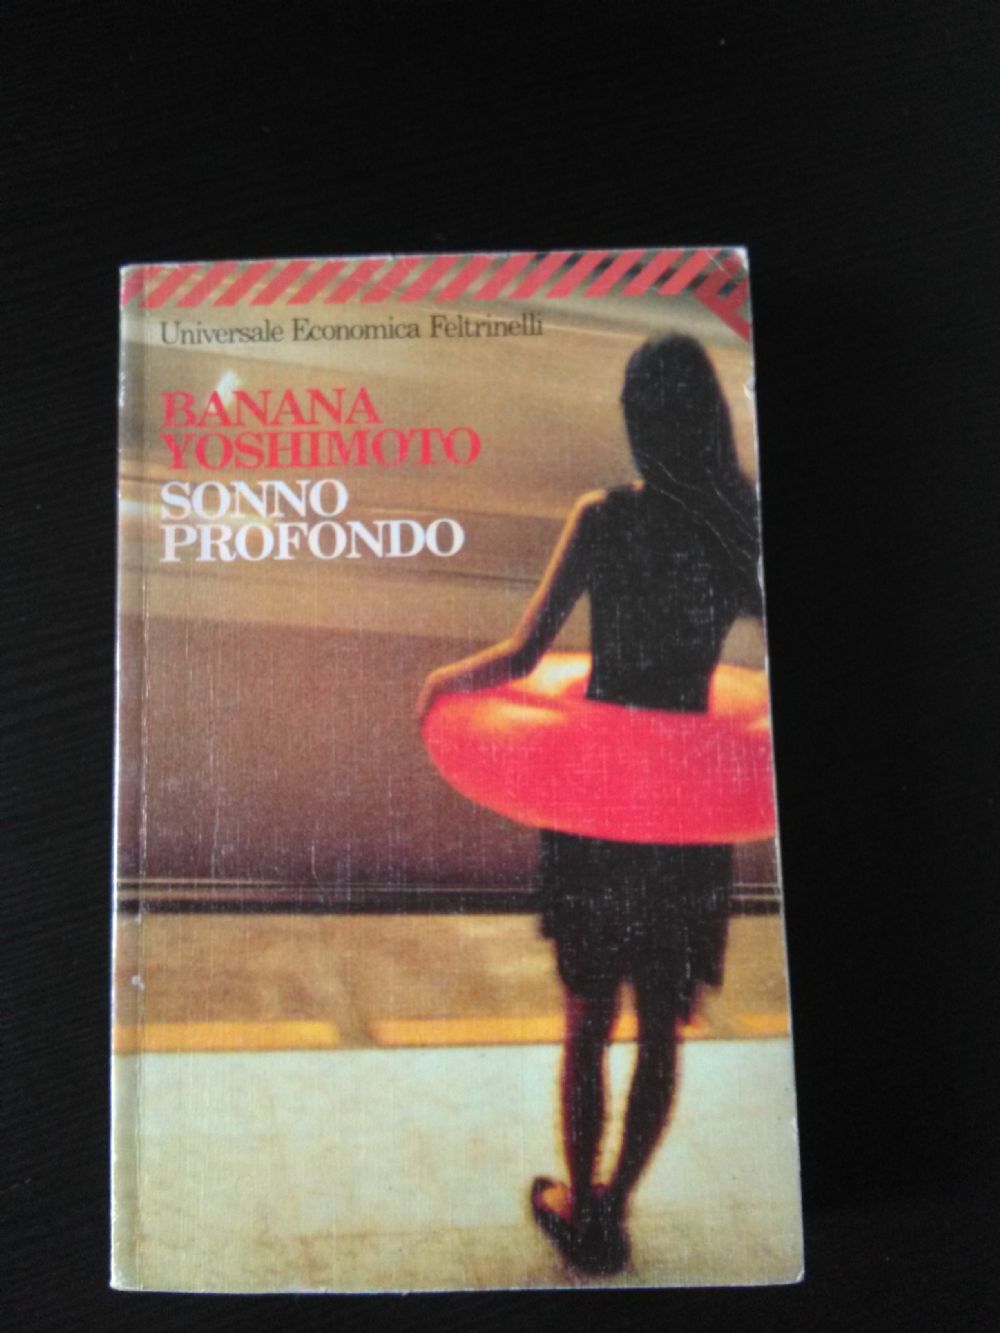 Universale Economica Feltrinelli
BANANA
YOSHIMOTO
SONNO
PROFONDO